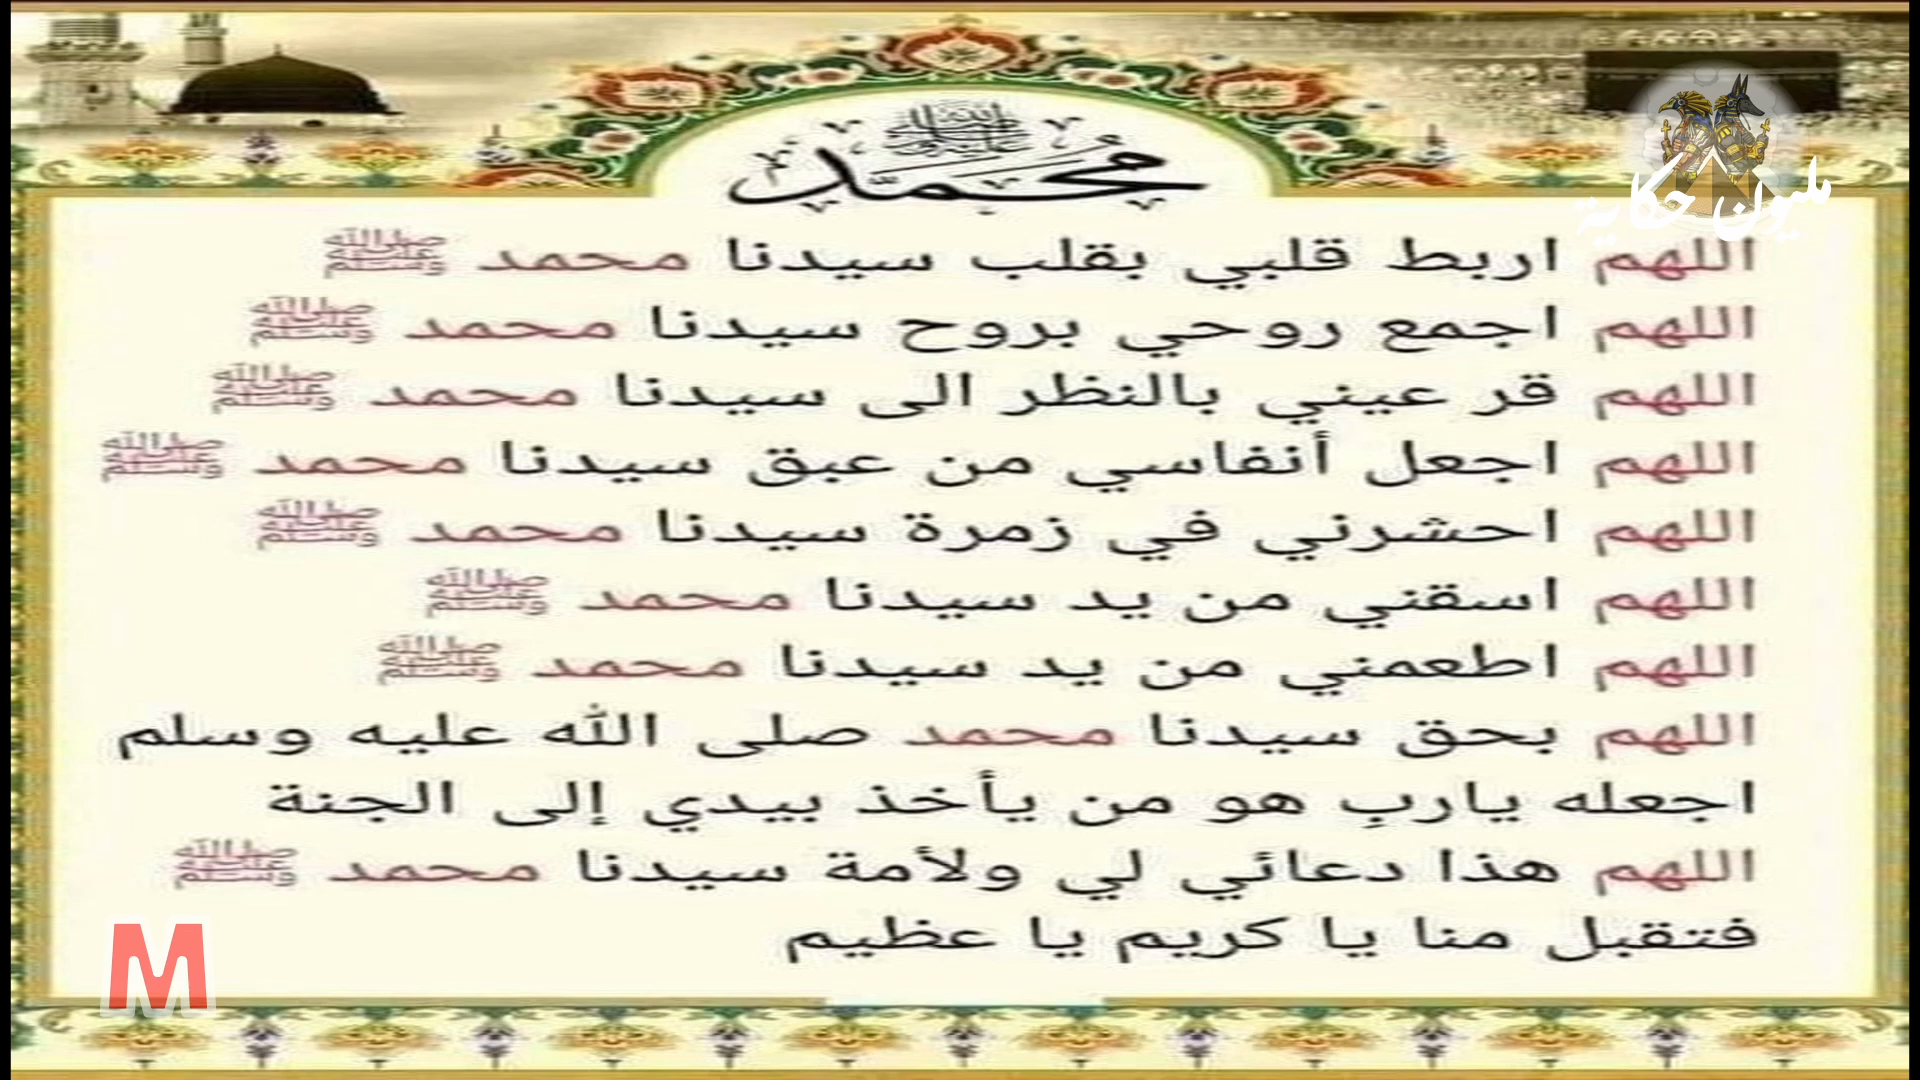 محمد ﷺ
مليون حكاية
اللهم اربط قلبي بقلب سيدنا محمد ﷺ
اللهم اجمع روحي بروح سيدنا محمد ﷺ
اللهم قر عيني بالنظر الى سيدنا محمد ﷺ
اللهم اجعل أنفاسي من عبق سيدنا محمد ﷺ
اللهم احشرني في زمرة سيدنا محمد ﷺ
اللهم اسقني من يد سيدنا محمد ﷺ
اللهم اطعمني من يد سيدنا محمد ﷺ
اللهم بحق سيدنا محمد صلى الله عليه وسلم
اجعله ياربِ هو من يأخذ بيدي إلى الجنة
اللهم هذا دعائي لي ولأمة سيدنا محمد ﷺ
فتقبل منا يا كريم يا عظيم
M